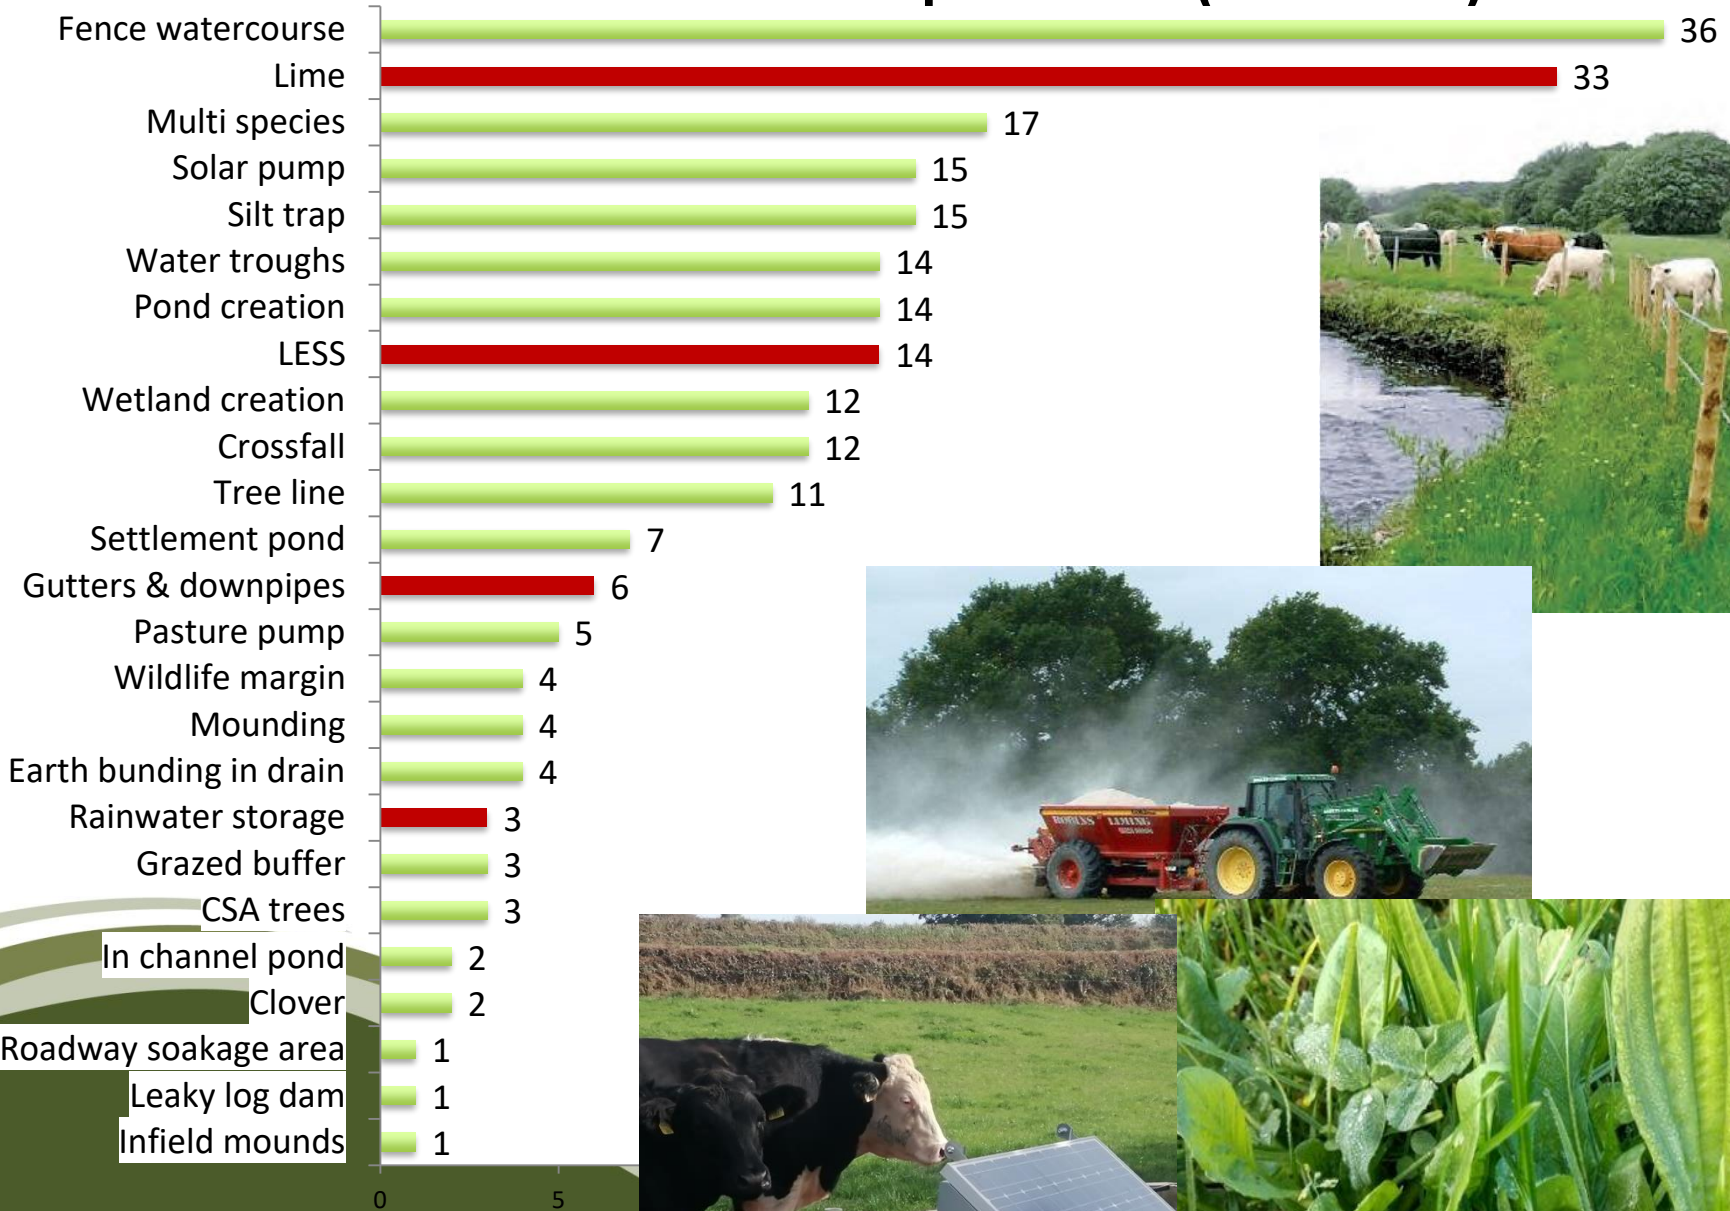 Fence watercourse 36
Lime 33
Multi species 17
Solar pump 15
Silt trap 15
Water troughs 14
Pond creation 14
LESS 14
Wetland creation 12
Crossfall 12
Tree line 11
Settlement pond 7
Gutters & downpipes 6
Pasture pump 5
Wildlife margin 4
Mounding 4
Earth bunding in drain 4
Rainwater storage 3
Grazed buffer 3
CSA trees 3
In channel pond 2
Clover 2
Roadway soakage area 1
Leaky log dam 1
Infield mounds 1
0 5
ROBINS LIMING